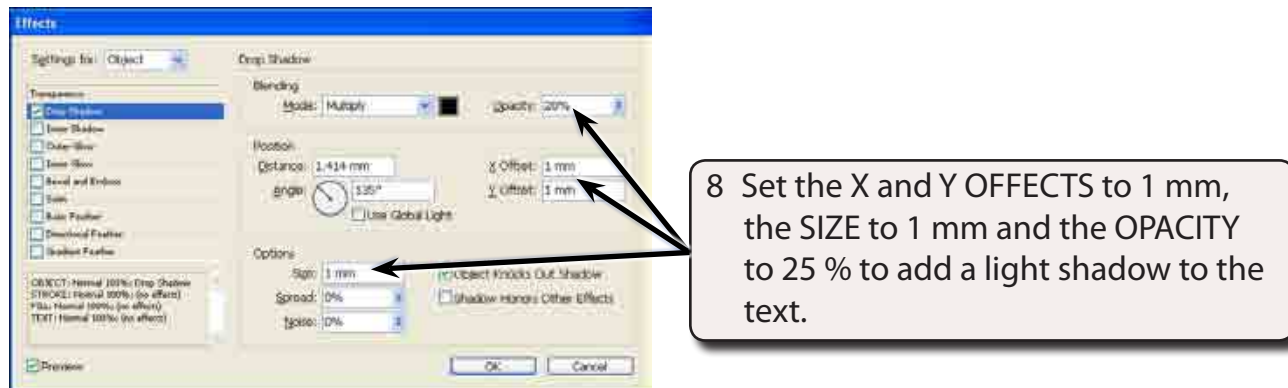 Effects
Settings for: Object
Drop Shadow
Transparency
Drop Shadow
Inner Shadow
Outer Glow
Inner Glow
Bevel and Emboss
Satin
Basic Feather
Directional Feather
Gradient Feather
OBJECT: Normal 100%; Drop Shadow
STROKE: Normal 100%; (no effects)
FILL: Normal 100%; (no effects)
TEXT: Normal 100%; (no effects)
Preview
Blending
Mode: Multiply
Opacity: 20%
Position
Distance: 1.414 mm
X Offset: 1 mm
Angle: 135°
Y Offset: 1 mm
Use Global Light
Options
Size: 1 mm
Object Knocks Out Shadow
Spread: 0%
Shadow Honors Other Effects
Noise: 0%
OK
Cancel
8 Set the X and Y OFFECTS to 1 mm,
the SIZE to 1 mm and the OPACITY
to 25 % to add a light shadow to the
text.